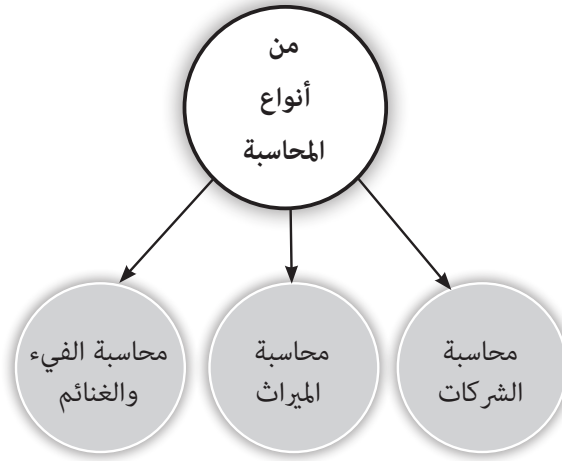 من
أنواع
المحاسبة
محاسبة
الشركات
محاسبة
الميراث
محاسبة الفيء
والغنائم